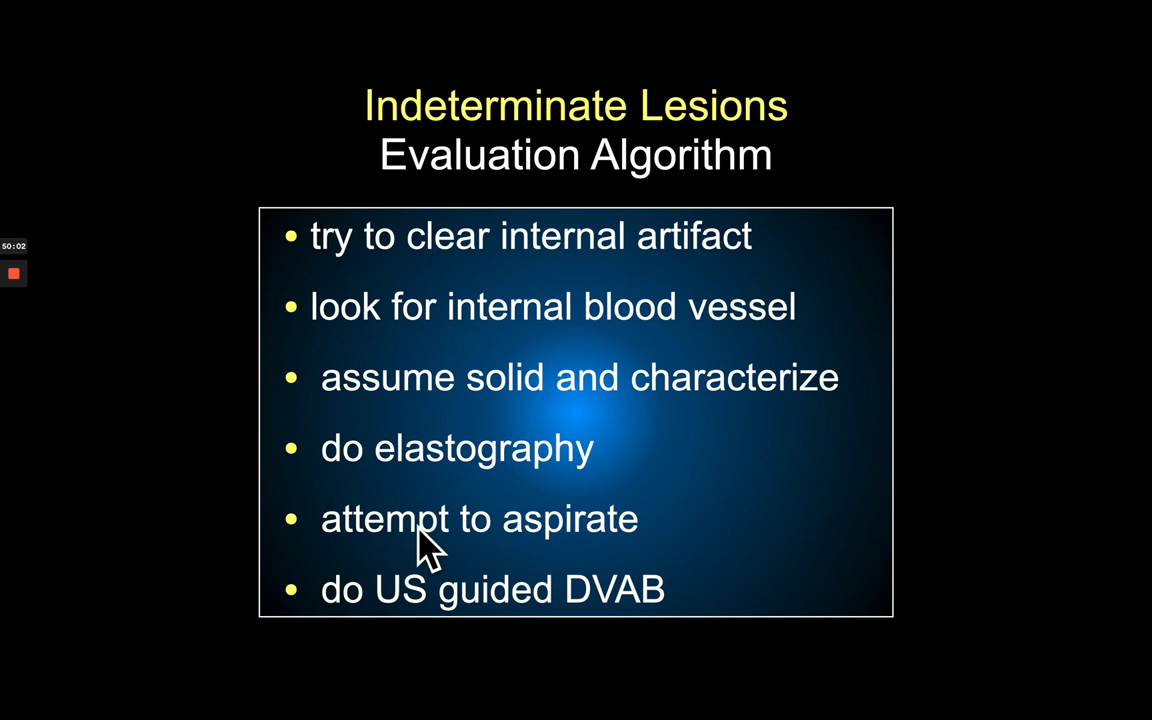 Indeterminate Lesions
Evaluation Algorithm
• try to clear internal artifact
50:02
• look for internal blood vessel
• assume solid and characterize
• do elastography
• attempt to aspirate
• do US guided DVAB